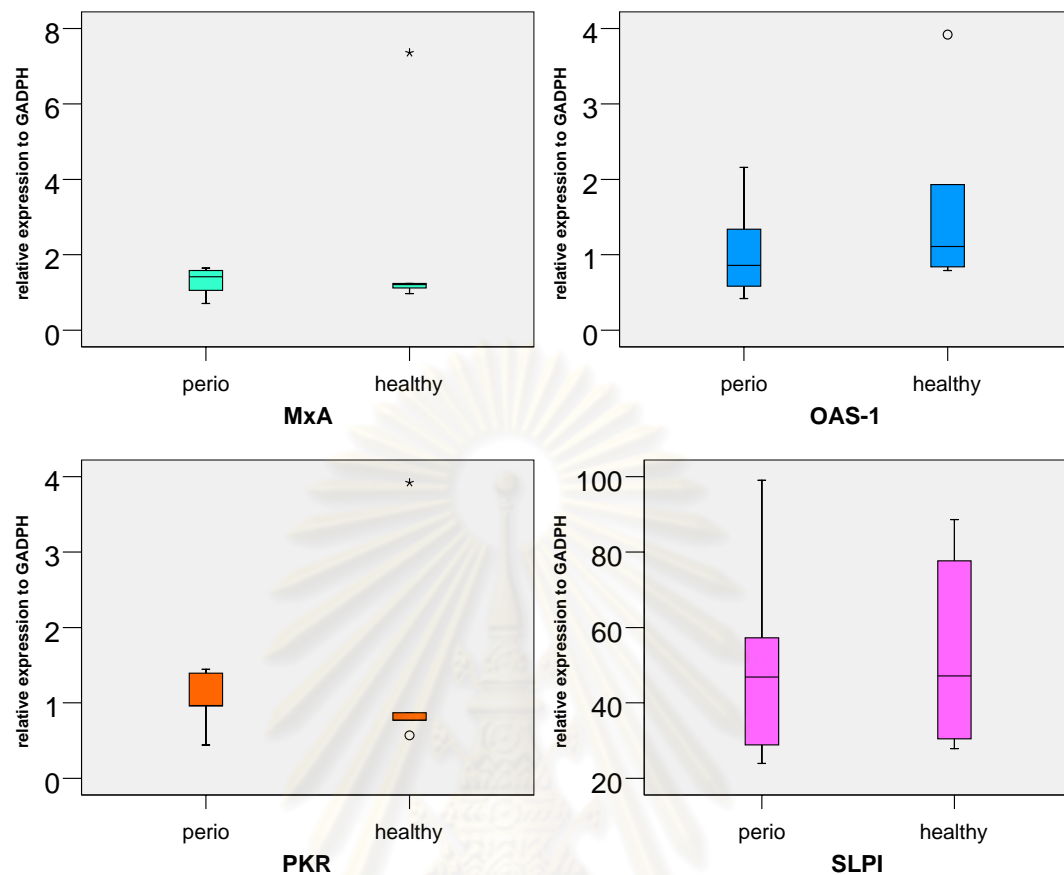 relative expression to GADPH
8
6
4
2
0
perio healthy
MxA
relative expression to GADPH
4
3
2
1
0
perio healthy
OAS-1
relative expression to GADPH
4
3
2
1
0
perio healthy
PKR
relative expression to GADPH
100
80
60
40
20
perio healthy
SLPI